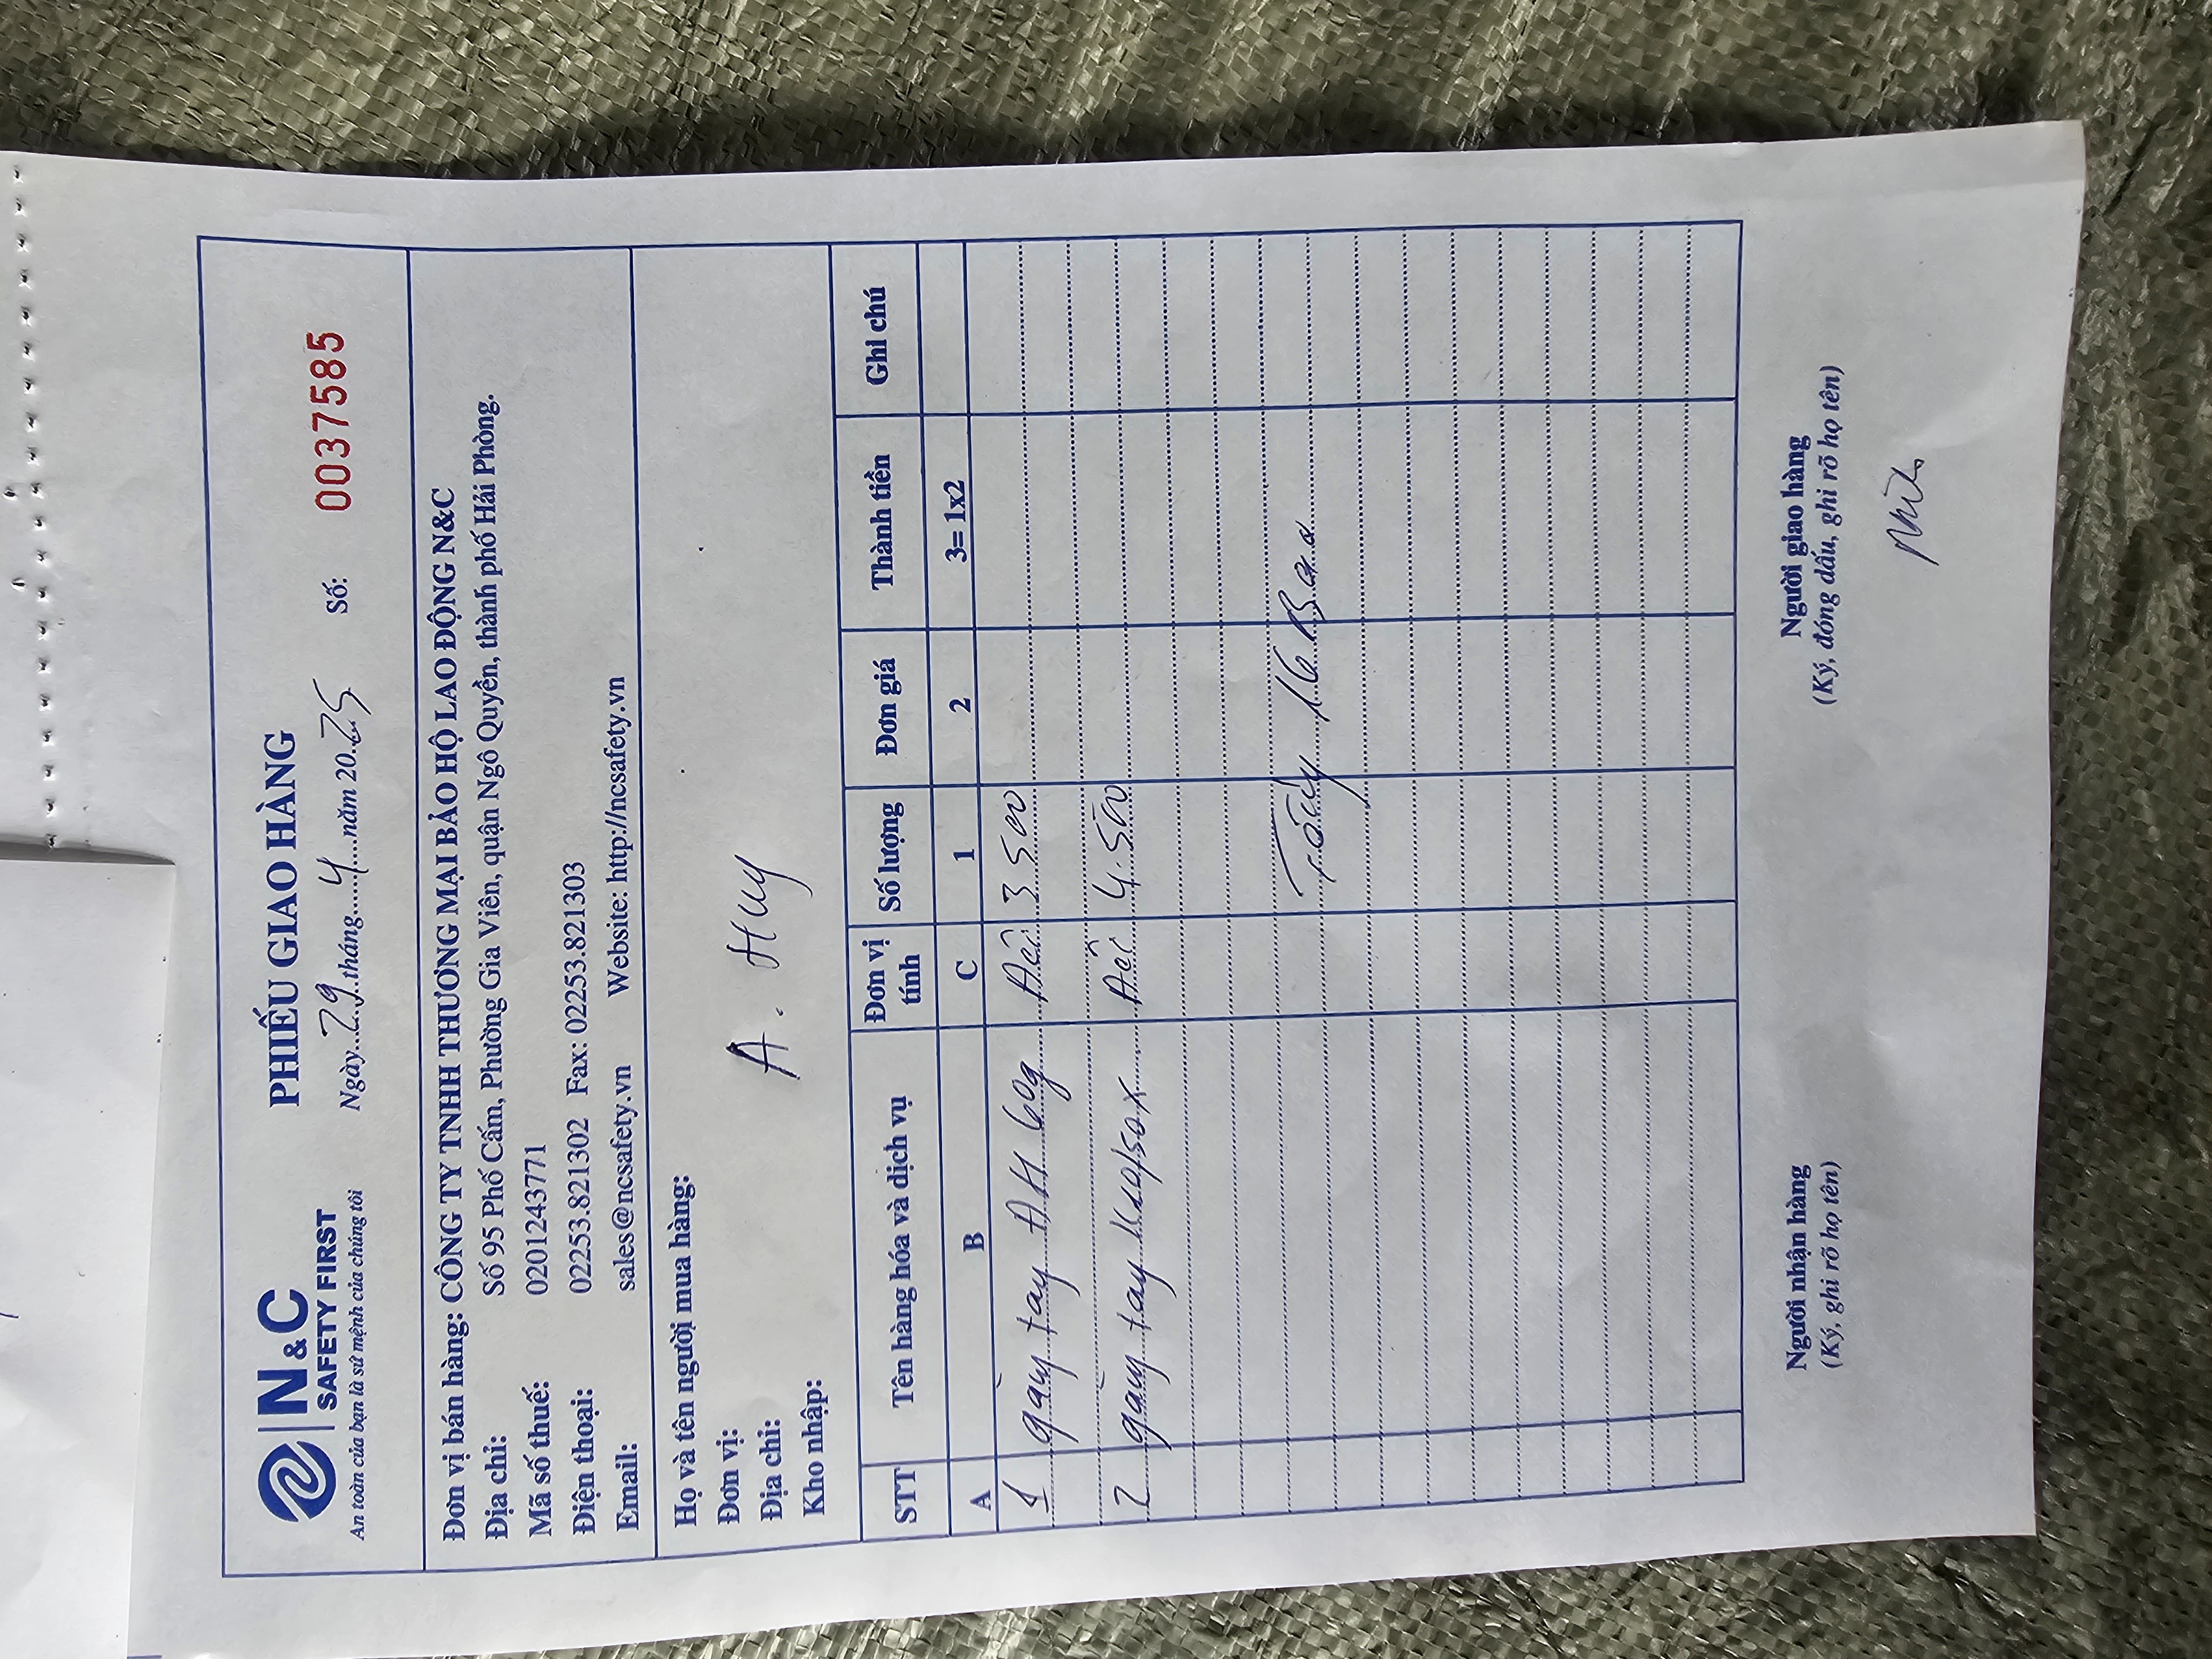 N&C
SAFETY FIRST
An toàn của bạn là sứ mệnh của chúng tôi
PHIẾU GIAO HÀNG
Ngày 29 tháng 4 năm 2025
Số: 0037585
Đơn vị bán hàng: CÔNG TY TNHH THƯƠNG MẠI BẢO HỘ LAO ĐỘNG N&C
Địa chỉ: Số 95 Phố Cấm, Phường Gia Viên, quận Ngô Quyền, thành phố Hải Phòng.
Mã số thuế: 0201243771
Điện thoại: 02253.821302 Fax: 02253.821303
Email: sales@ncsafety.vn Website: http://ncsafety.vn
Họ và tên người mua hàng:
Đơn vị: A. Huy
Địa chỉ:
Kho nhập:
STT Tên hàng hóa và dịch vụ Đơn vị tính Số lượng Đơn giá Thành tiền Ghi chú
A B C 1 2 3= 1x2
1 găng tay AH 60g 3500
2 găng tay 4.500
Người nhận hàng
(Ký, ghi rõ họ tên)
Người giao hàng
(Ký, đóng dấu, ghi rõ họ tên)